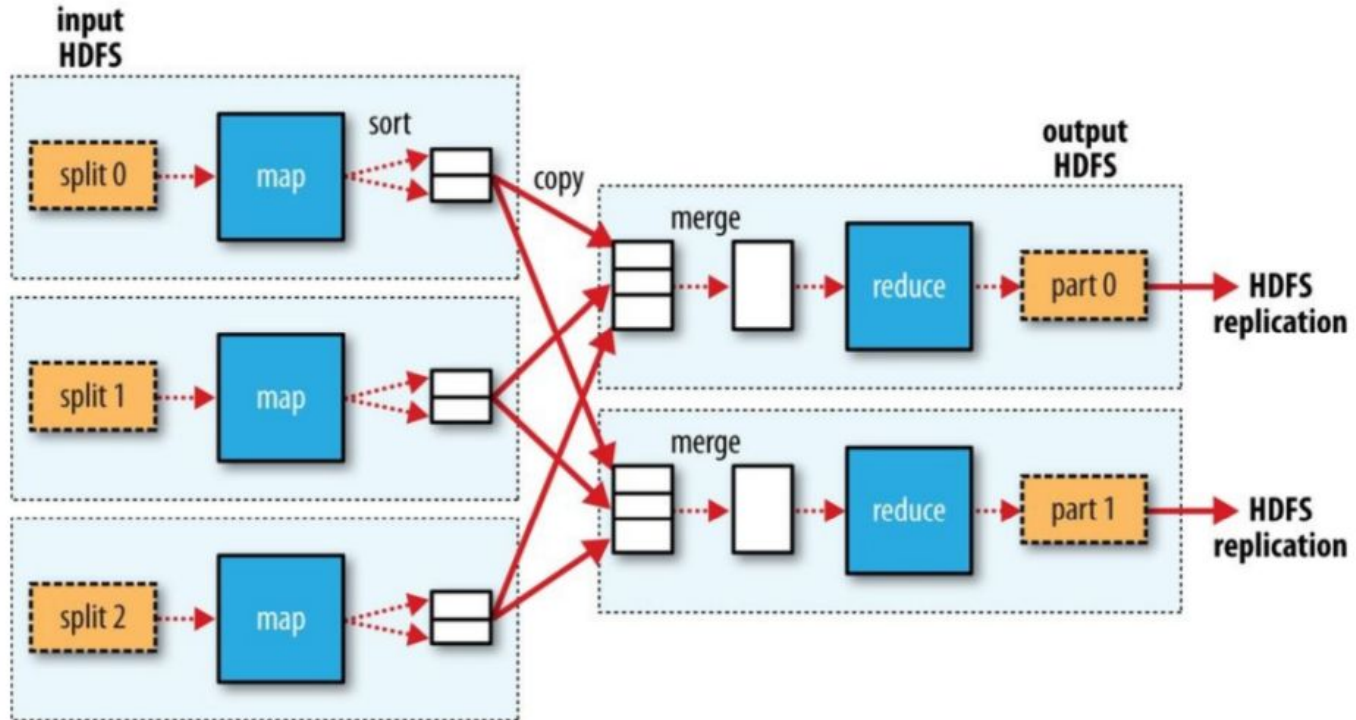 input
HDFS
split 0
map
sort
copy
split 1
map
split 2
map
output
HDFS
merge
reduce
part 0
HDFS
replication
merge
reduce
part 1
HDFS
replication